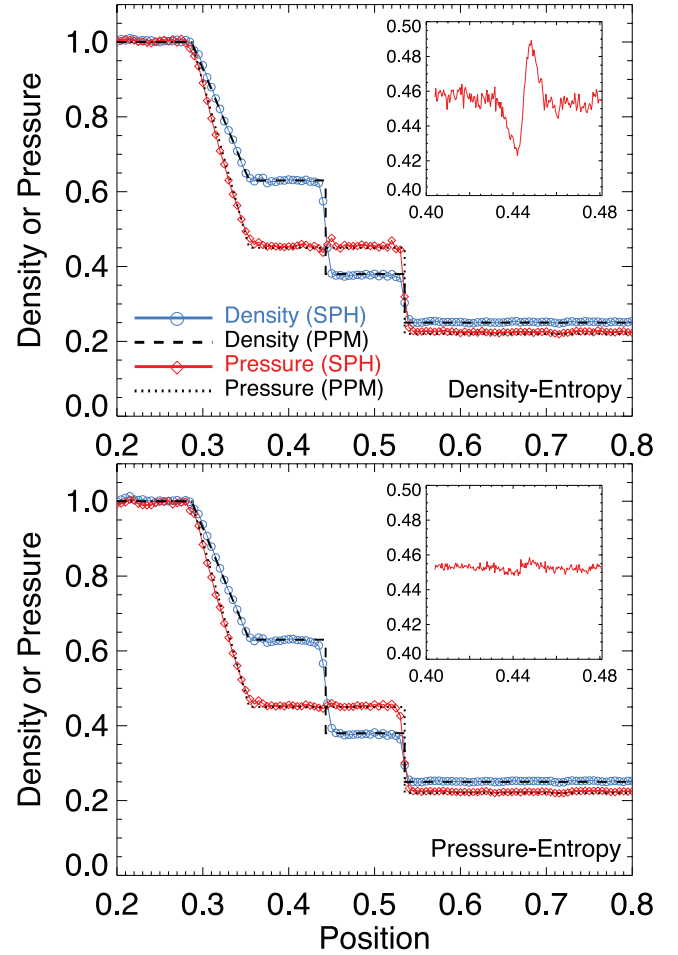 Density or Pressure
1.0
0.8
0.6
0.4
0.2
0.0
0.50
0.48
0.46
0.44
0.42
0.40
0.40 0.44 0.48
Density (SPH)
Density (PPM)
Pressure (SPH)
Pressure (PPM)
Density-Entropy
0.2 0.3 0.4 0.5 0.6 0.7 0.8
Density or Pressure
1.0
0.8
0.6
0.4
0.2
0.0
0.50
0.48
0.46
0.44
0.42
0.40
0.40 0.44 0.48
Pressure-Entropy
0.2 0.3 0.4 0.5 0.6 0.7 0.8
Position